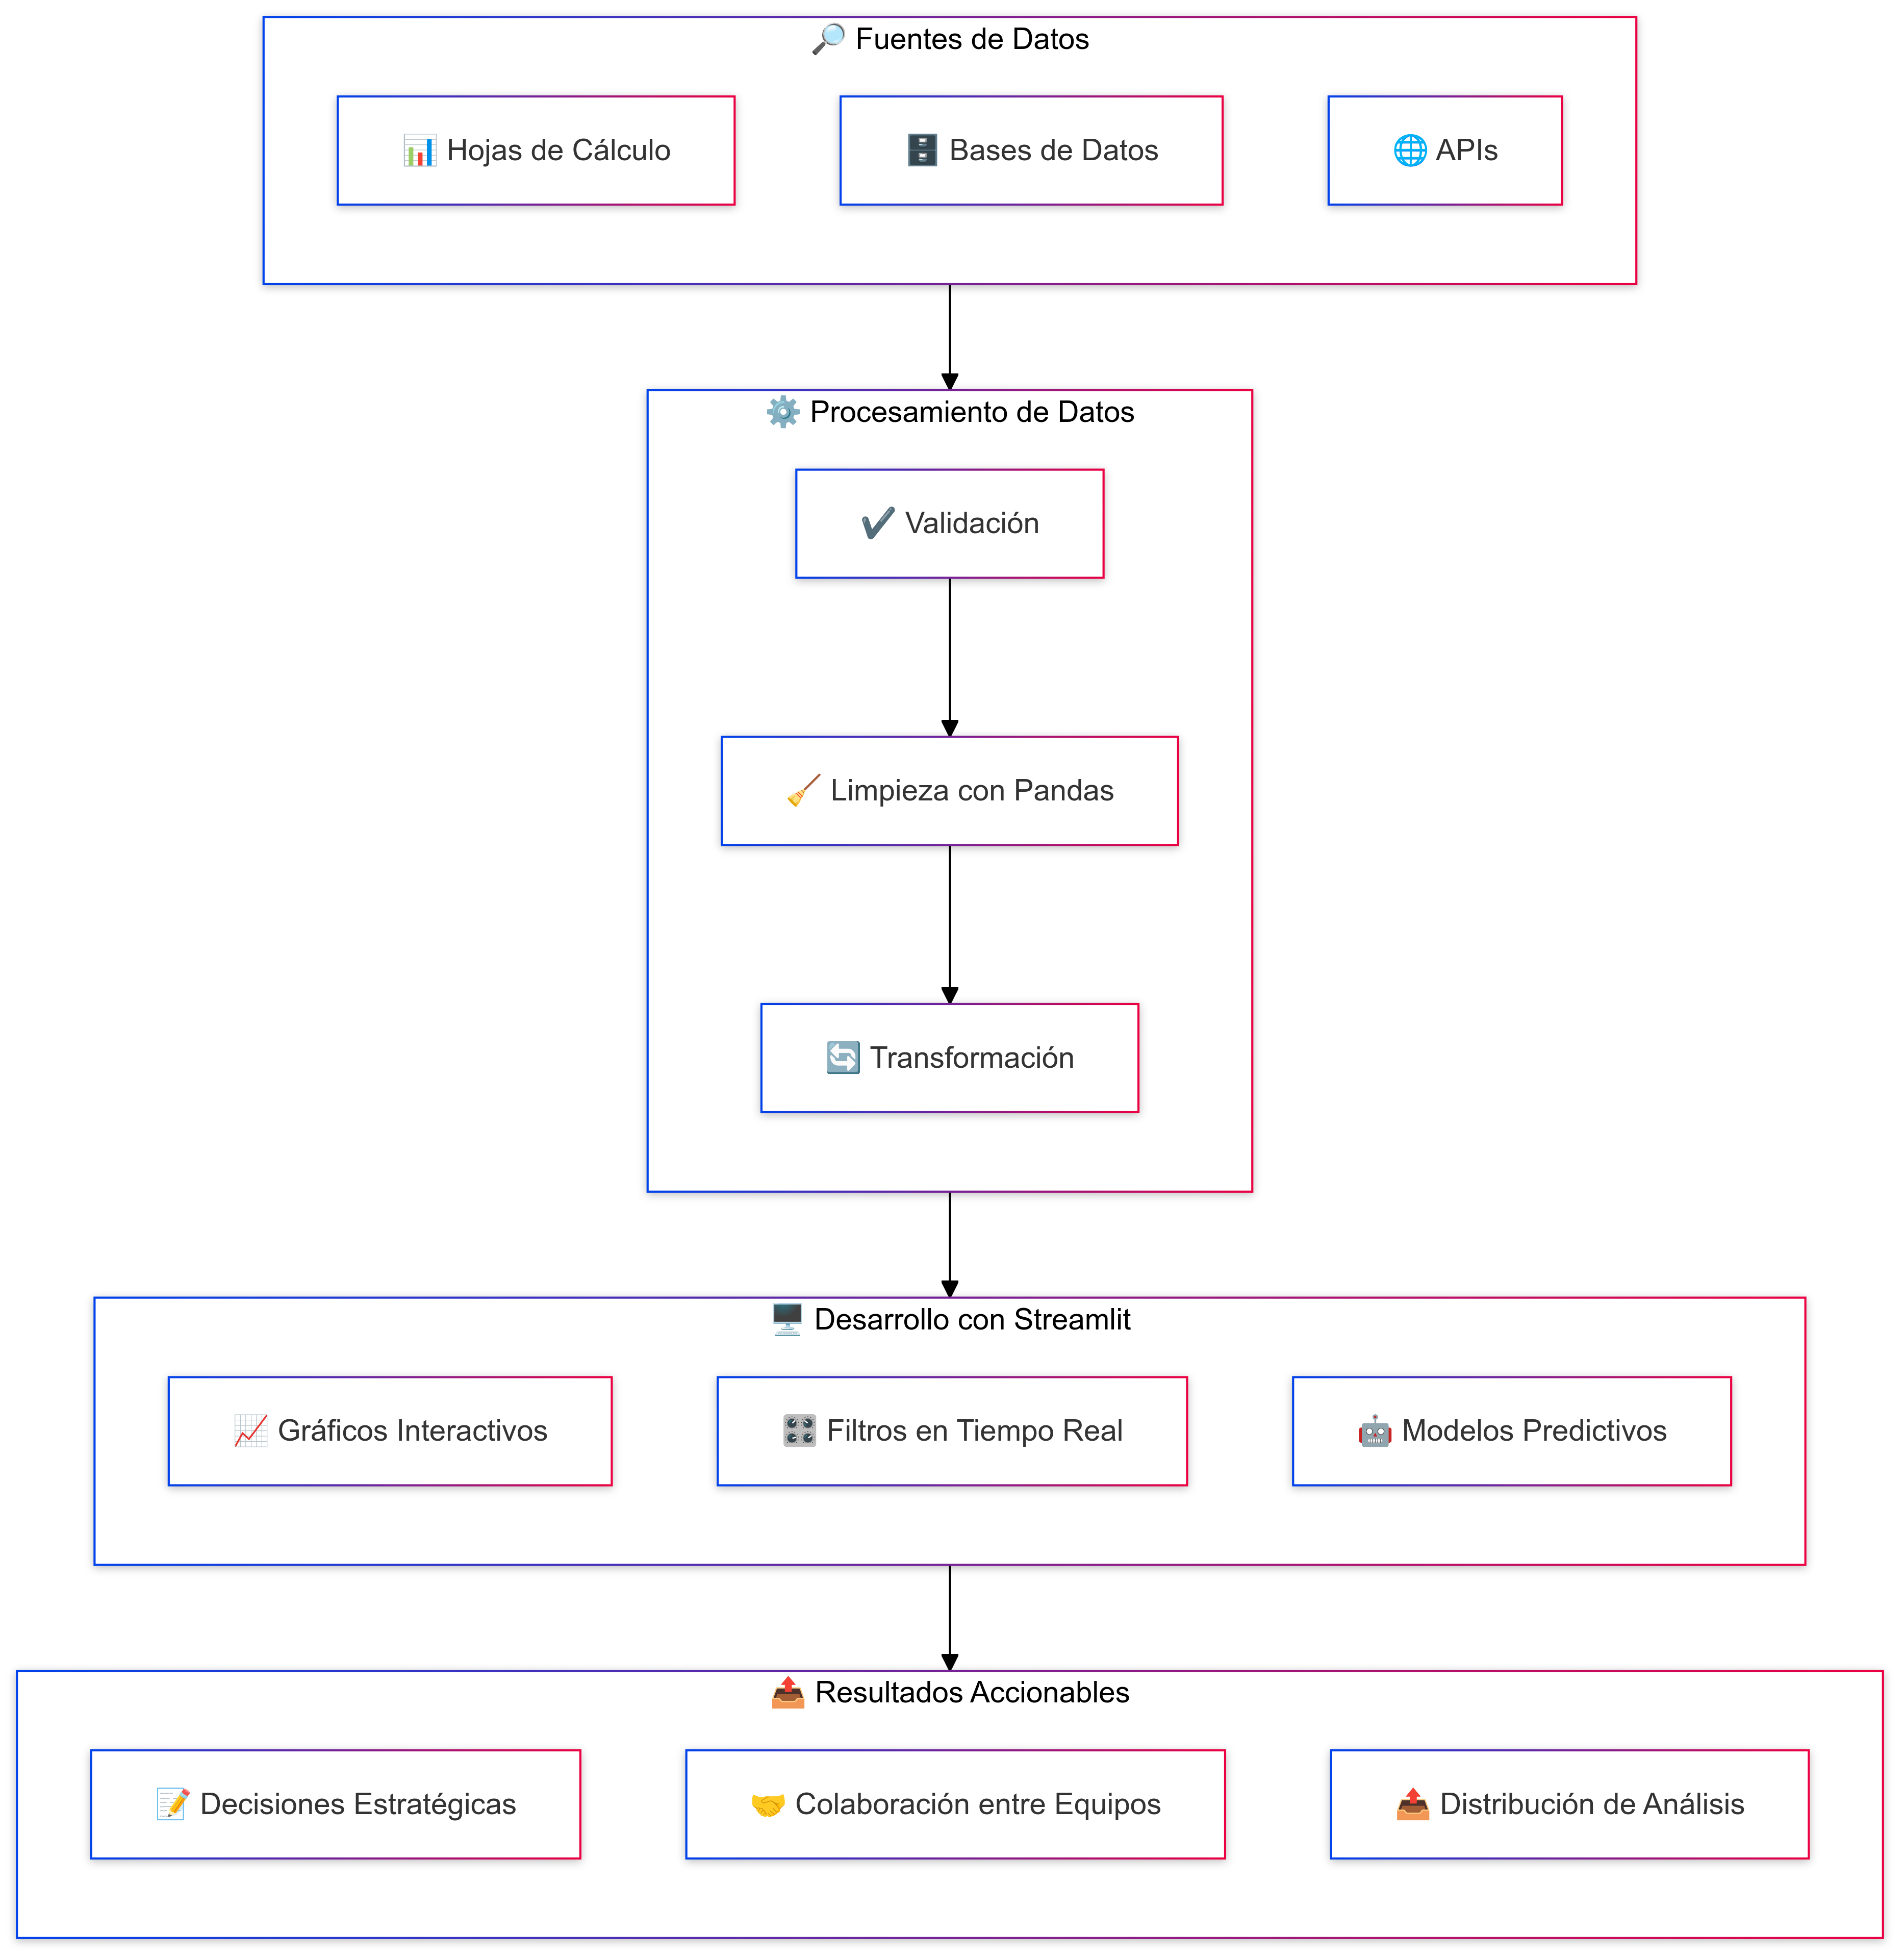 🔎 Fuentes de Datos
📊 Hojas de Cálculo
🗄️ Bases de Datos
🌐 APIs
⚙️ Procesamiento de Datos
✔️ Validación
🧹 Limpieza con Pandas
🔄 Transformación
🖥️ Desarrollo con Streamlit
📈 Gráficos Interactivos
🎛️ Filtros en Tiempo Real
🤖 Modelos Predictivos
📤 Resultados Accionables
📝 Decisiones Estratégicas
🤝 Colaboración entre Equipos
📤 Distribución de Análisis